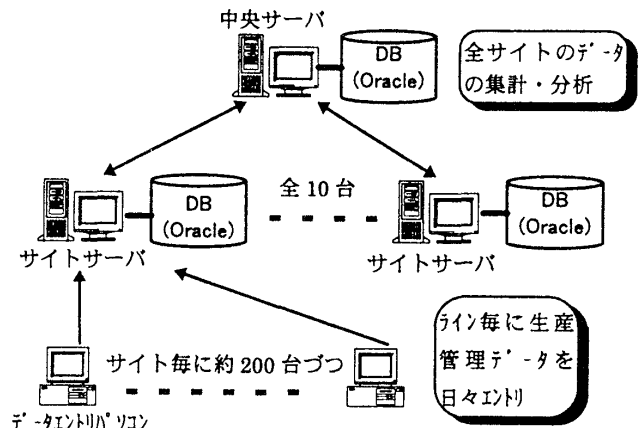 中央サーバ
DB
(Oracle)
全サイトのデータ
の集計・分析
全10台
DB
(Oracle)
DB
(Oracle)
サイトサーバ
サイトサーバ
サイト毎に約200台づつ
ライン毎に生産
管理データを
日々エントリ
データエントリパソコン